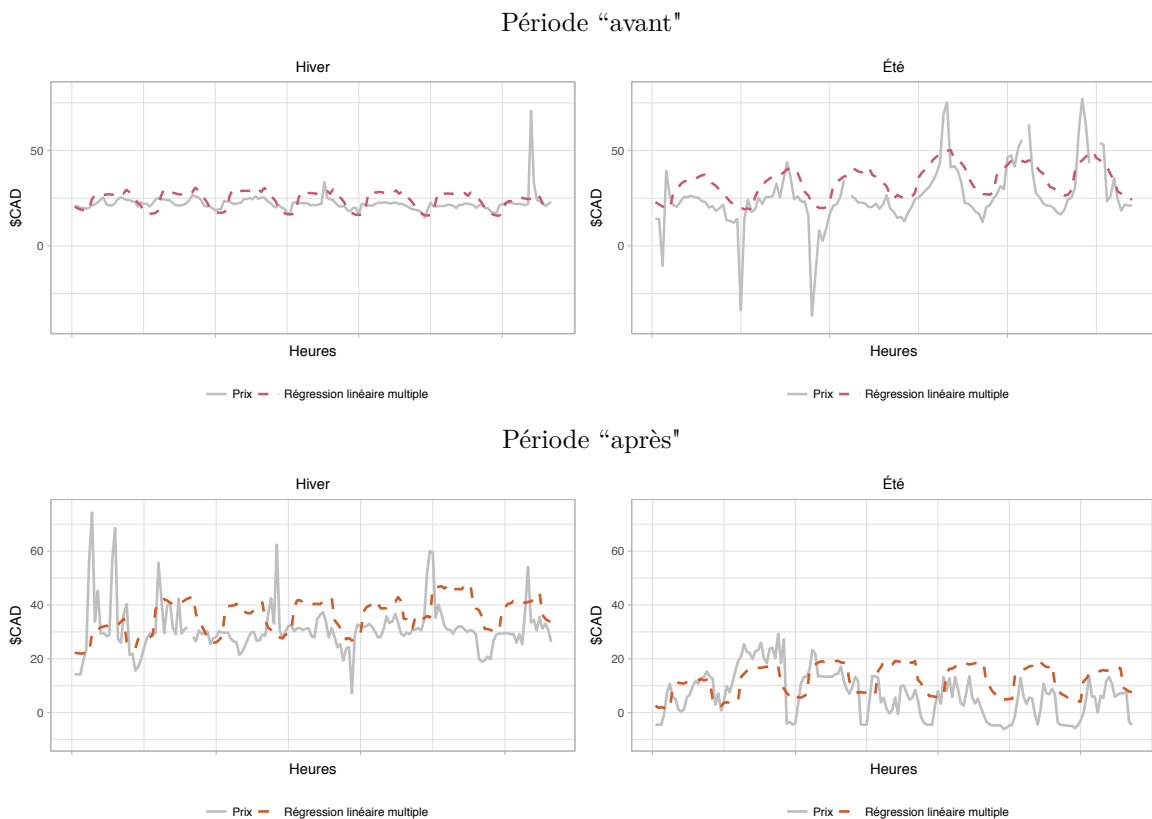 Période “avant"
Hiver
Été
$CAD
50
0
Heures
Prix
Régression linéaire multiple
$CAD
50
0
Heures
Prix
Régression linéaire multiple
Période “après"
Hiver
Été
$CAD
60
40
20
0
Heures
Prix
Régression linéaire multiple
$CAD
60
40
20
0
Heures
Prix
Régression linéaire multiple